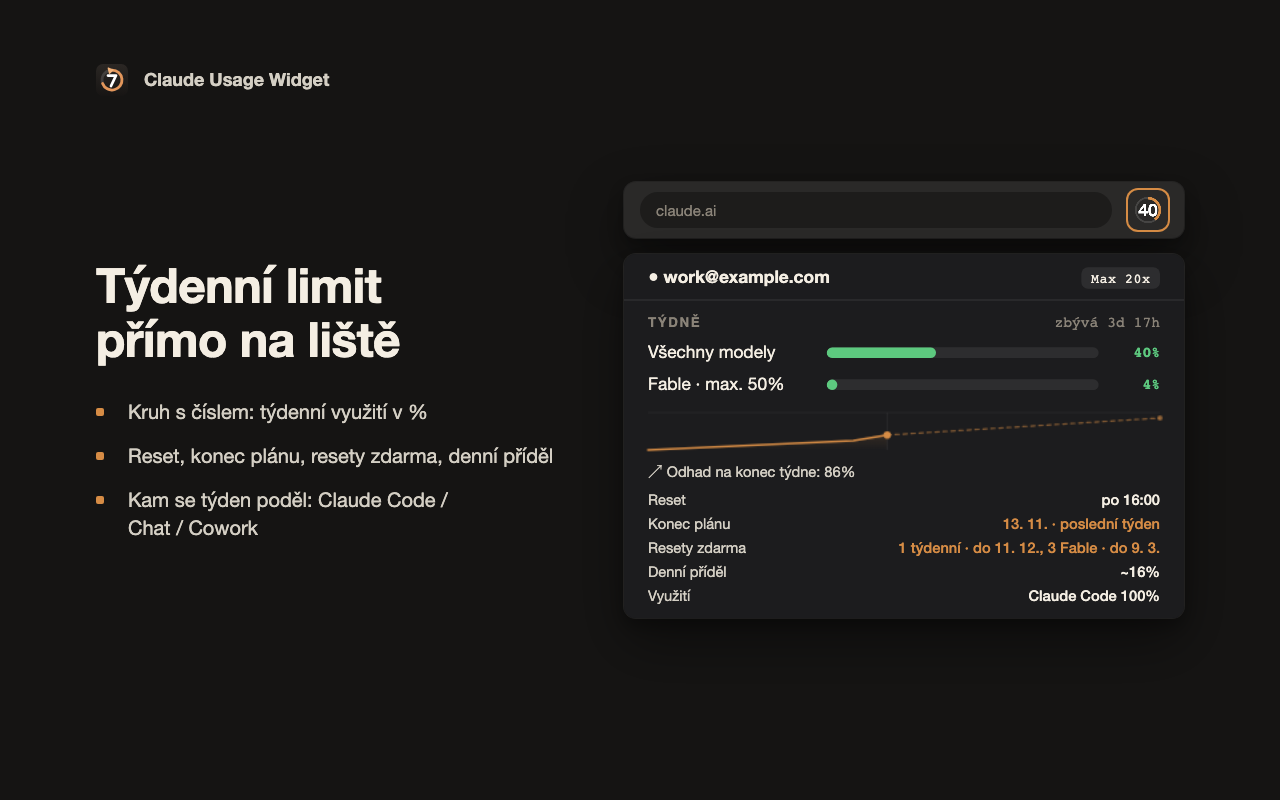 7
Claude Usage Widget
Týdenní limit
přímo na liště
Kruh s číslem: týdenní využití v %
Reset, konec plánu, resety zdarma, denní příděl
Kam se týden poděl: Claude Code /
Chat / Cowork
claude.ai
40
work@example.com
Max 20x
TÝDNĚ
zbývá 3d 17h
Všechny modely
40%
Fable · max. 50%
4%
↗ Odhad na konec týdne: 86%
Reset
po 16:00
Konec plánu
13. 11. · poslední týden
Resety zdarma
1 týdenní · do 11. 12., 3 Fable · do 9. 3.
Denní příděl
~16%
Využití
Claude Code 100%